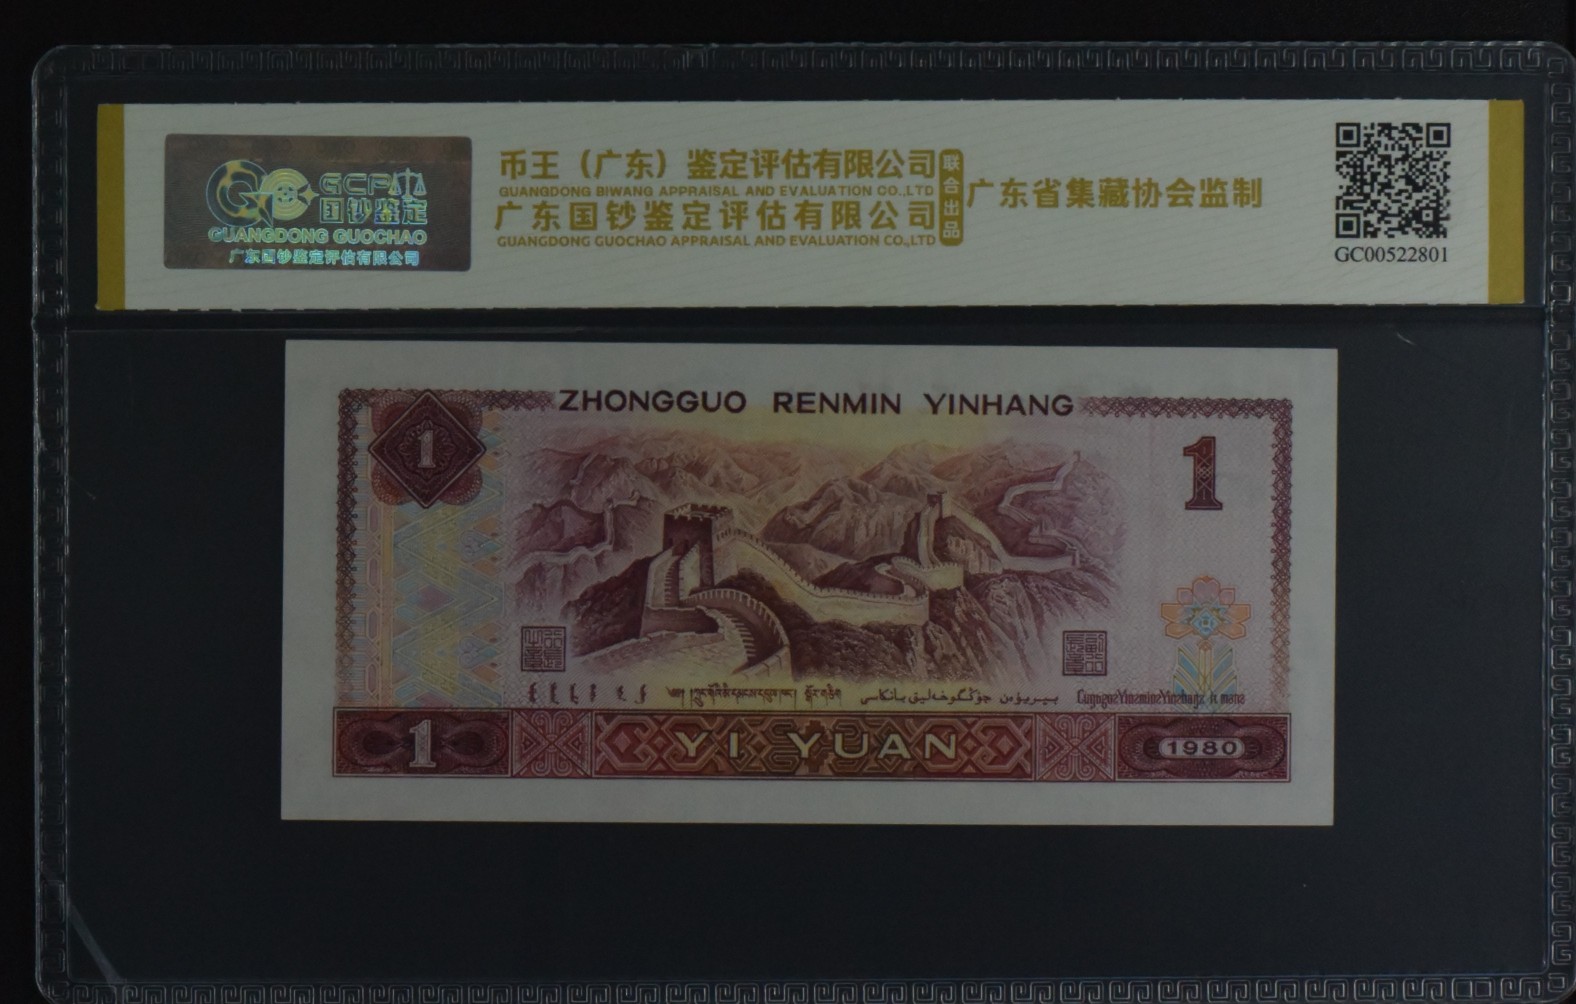 GCPA
国钞鉴定
GUANGDONG GUOCHAO
广东国钞鉴定评估有限公司
币王（广东）鉴定评估有限公司
GUANGDONG BIWANG APPRAISAL AND EVALUATION CO.,LTD
广东国钞鉴定评估有限公司
GUANGDONG GUOCHAO APPRAISAL AND EVALUATION CO.,LTD
联合出品
广东省集藏协会监制
GC00522801
ZHONGGUO RENMIN YINHANG
1
1
1
YI YUAN
1980